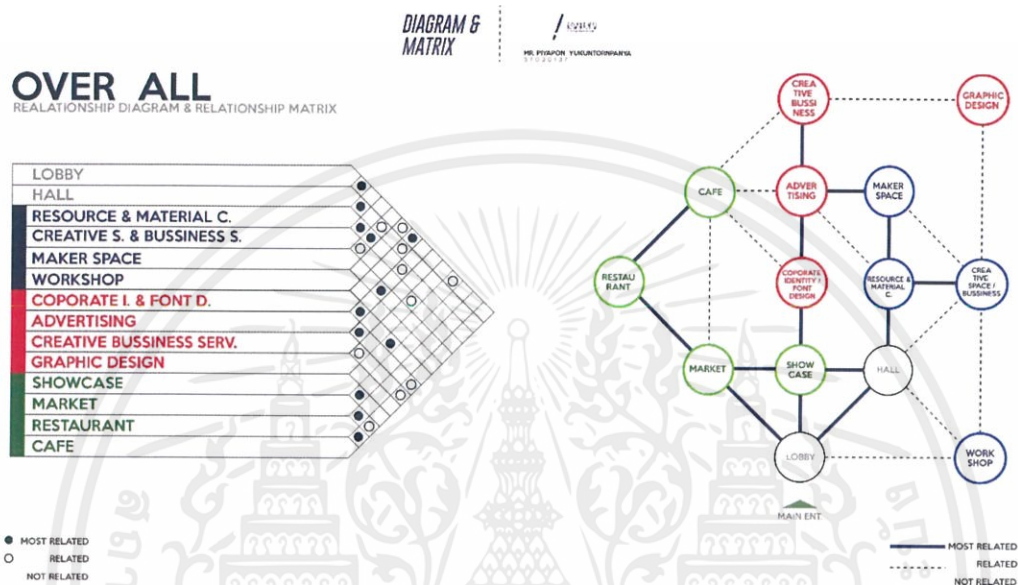 DIAGRAM &
MATRIX
MR. PIYAPON YUKUNTORNPANYA
OVER ALL
REALATIONSHIP DIAGRAM & RELATIONSHIP MATRIX
LOBBY
HALL
RESOURCE & MATERIAL C.
CREATIVE S. & BUSSINESS S.
MAKER SPACE
WORKSHOP
COPORATE I. & FONT D.
ADVERTISING
CREATIVE BUSSINESS SERV.
GRAPHIC DESIGN
SHOWCASE
MARKET
RESTAURANT
CAFE
MOST RELATED
RELATED
NOT RELATED
CREA
TIVE
BUSSI
NESS
GRAPHIC
DESIGN
CAFE
ADVER
TISING
MAKER
SPACE
RESTAU
RANT
COPORATE
IDENTITY /
FONT
DESIGN
RESOURCE &
MATERIAL
C.
CREA
TIVE
SPACE /
BUSSINESS
MARKET
SHOW
CASE
HALL
LOBBY
WORK
SHOP
MAIN ENT.
MOST RELATED
RELATED
NOT RELATED